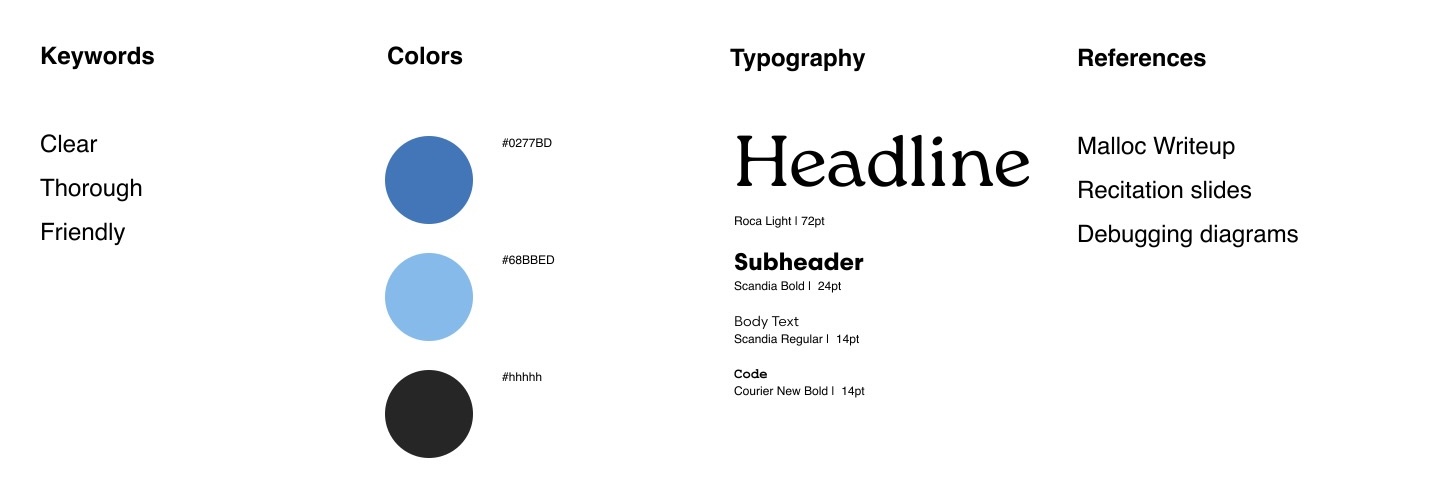 Keywords
Clear
Thorough
Friendly
Colors
#0277BD
#68BBED
#hhhhh
Typography
Headline
Roca Light | 72pt
Subheader
Scandia Bold | 24pt
Body Text
Scandia Regular | 14pt
Code
Courier New Bold | 14pt
References
Malloc Writeup
Recitation slides
Debugging diagrams